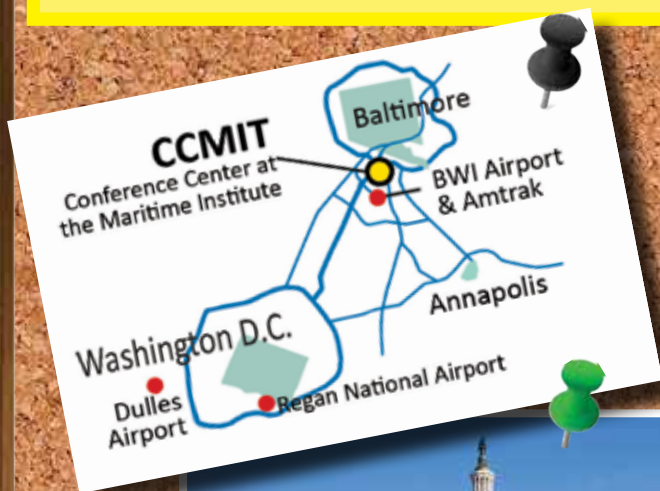 Baltimore
CCMIT
Conference Center at
the Maritime Institute
BWI Airport
& Amtrak
Annapolis
Washington D.C.
Dulles
Airport
Regan National Airport